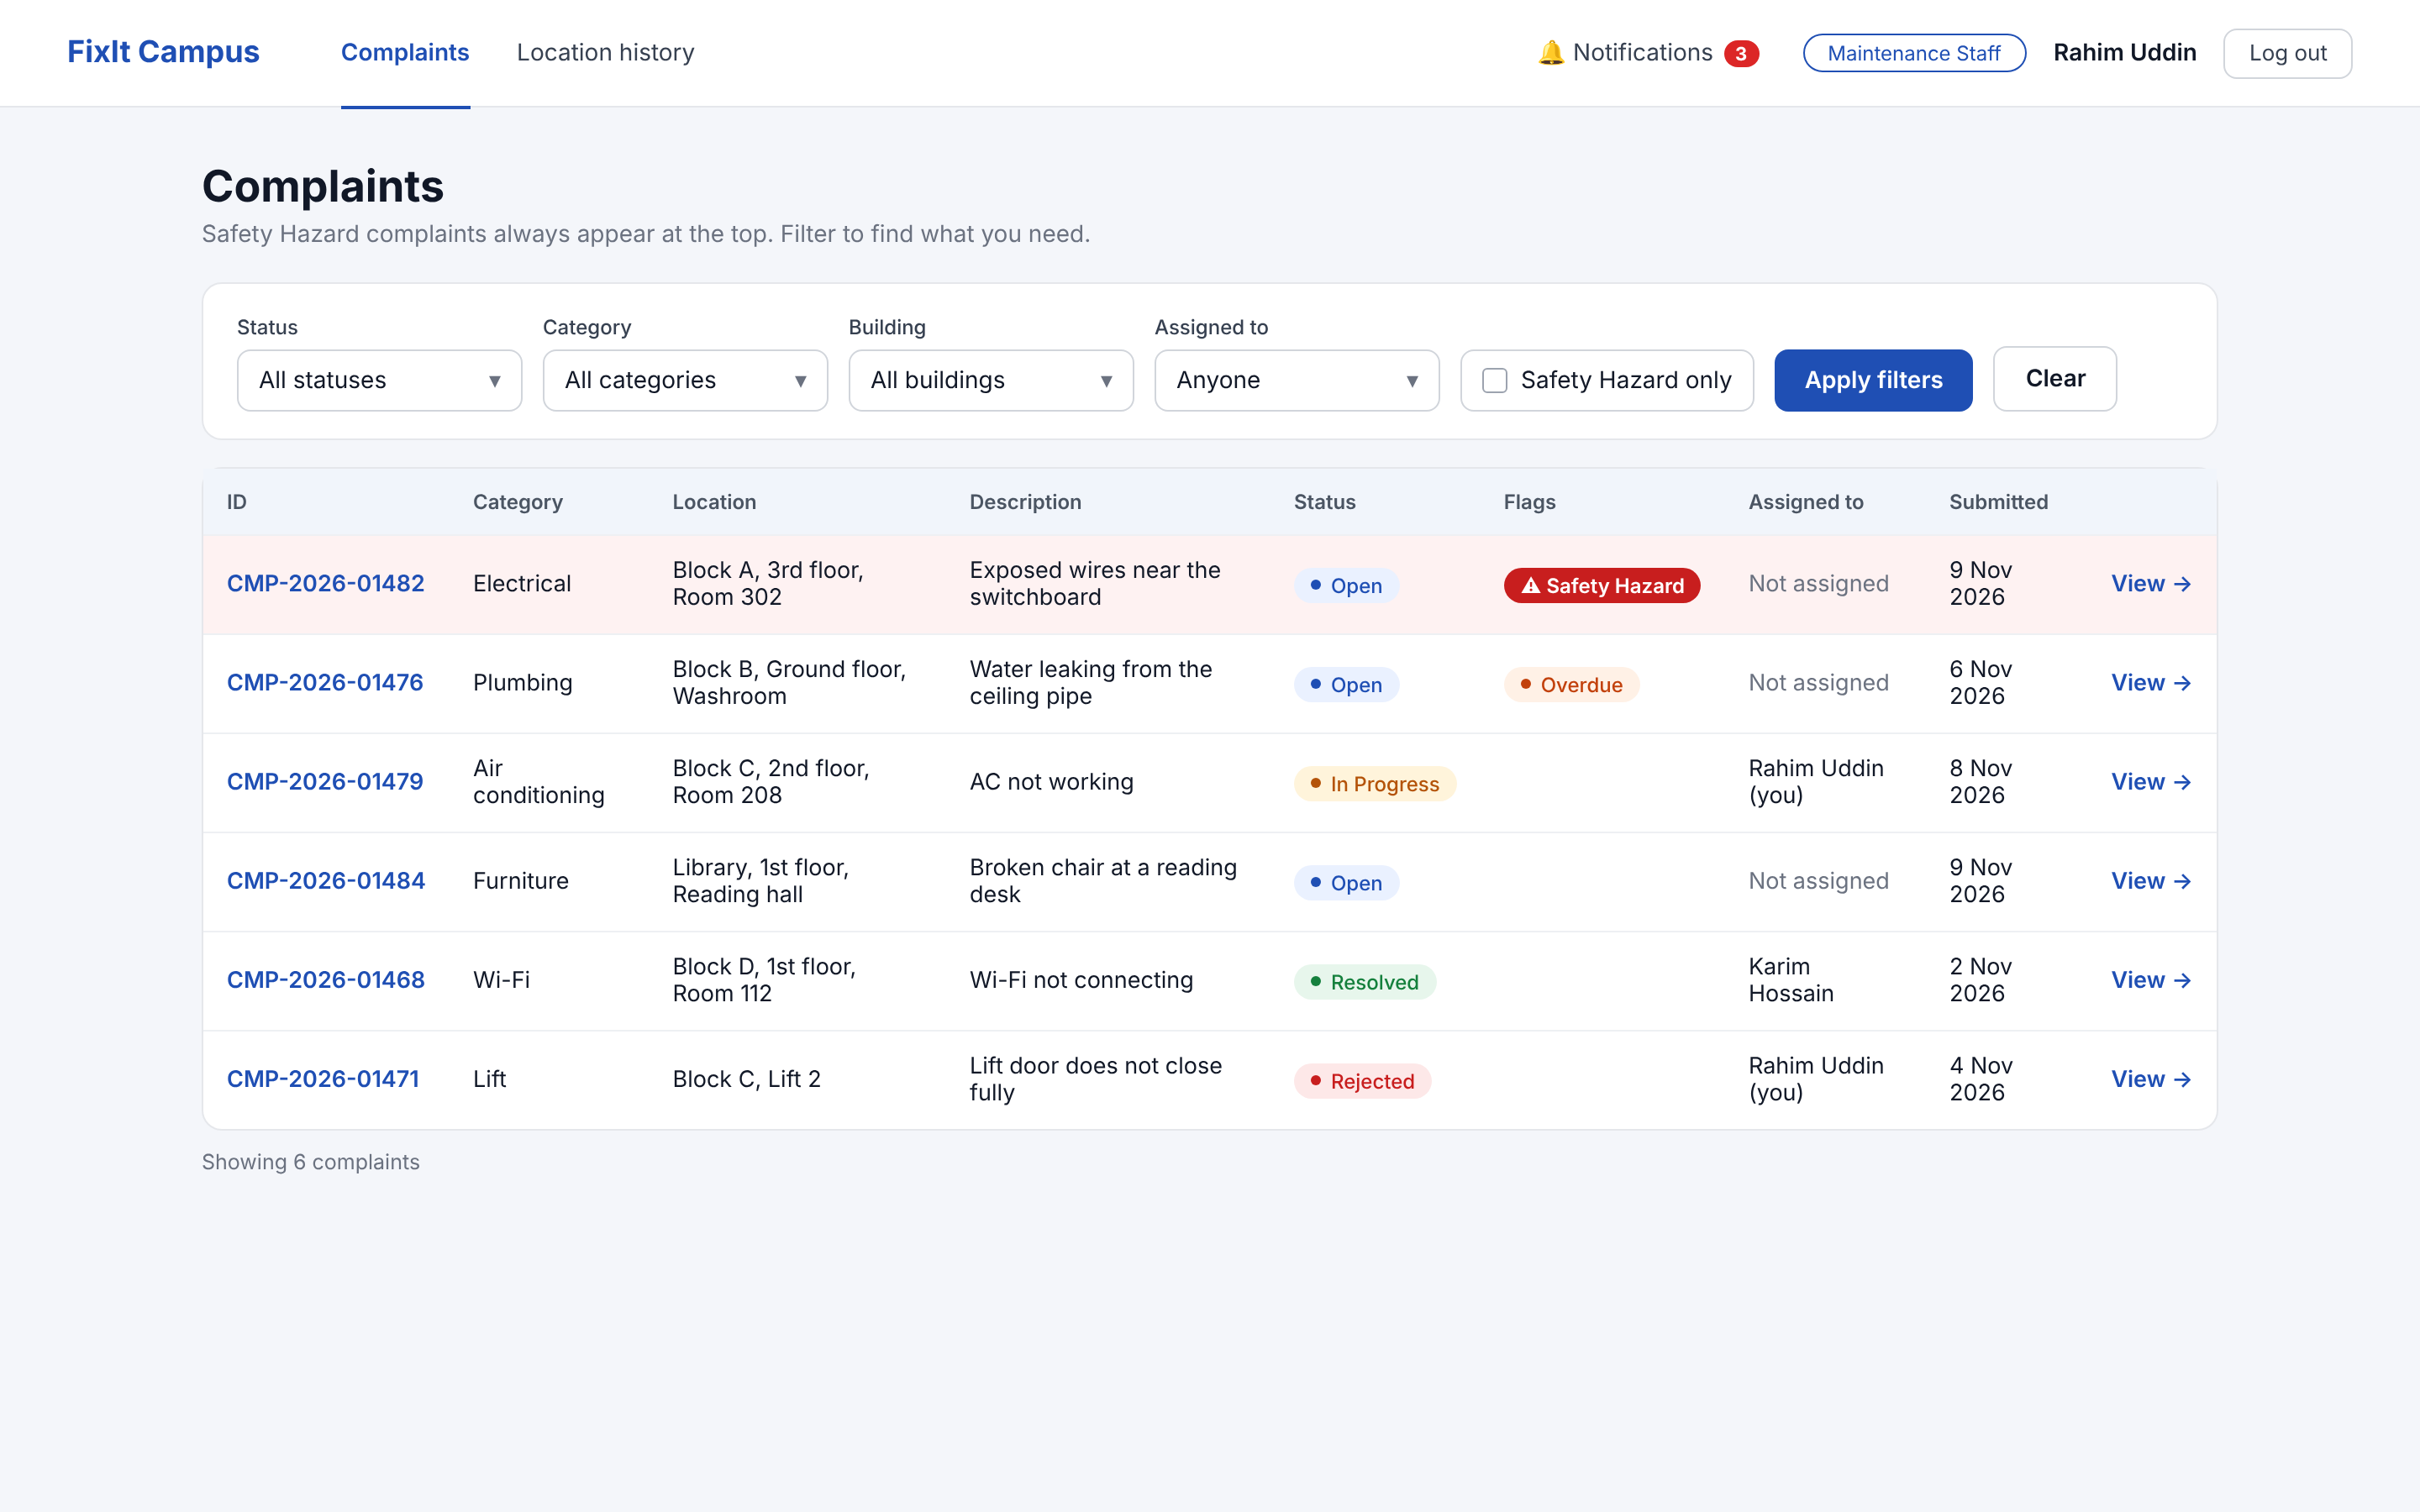 FixIt Campus
Complaints
Location history
🔔 Notifications 3
Maintenance Staff
Rahim Uddin
Log out
Complaints
Safety Hazard complaints always appear at the top. Filter to find what you need.
Status
Category
Building
Assigned to
All statuses
All categories
All buildings
Anyone
Safety Hazard only
Apply filters
Clear
ID
Category
Location
Description
Status
Flags
Assigned to
Submitted
CMP-2026-01482
Electrical
Block A, 3rd floor,
Room 302
Exposed wires near the
switchboard
Open
⚠ Safety Hazard
Not assigned
9 Nov
2026
View →
CMP-2026-01476
Plumbing
Block B, Ground floor,
Washroom
Water leaking from the
ceiling pipe
Open
Overdue
Not assigned
6 Nov
2026
View →
CMP-2026-01479
Air
conditioning
Block C, 2nd floor,
Room 208
AC not working
In Progress
Rahim Uddin
(you)
8 Nov
2026
View →
CMP-2026-01484
Furniture
Library, 1st floor,
Reading hall
Broken chair at a reading
desk
Open
Not assigned
9 Nov
2026
View →
CMP-2026-01468
Wi-Fi
Block D, 1st floor,
Room 112
Wi-Fi not connecting
Resolved
Karim
Hossain
2 Nov
2026
View →
CMP-2026-01471
Lift
Block C, Lift 2
Lift door does not close
fully
Rejected
Rahim Uddin
(you)
4 Nov
2026
View →
Showing 6 complaints